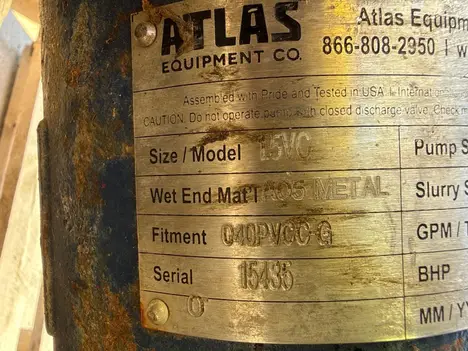 ATLAS
EQUIPMENT CO.
Atlas Equipm
866-808-2950 | w
Assembled with Pride and Tested in USA
CAUTION. Do not operate pump with closed discharge valve. Check m
Size / Model 1.5VC
Pump S
Wet End Mat'l METAL
Slurry S
Fitment
GPM / T
Serial 15435
BHP
MM / YY